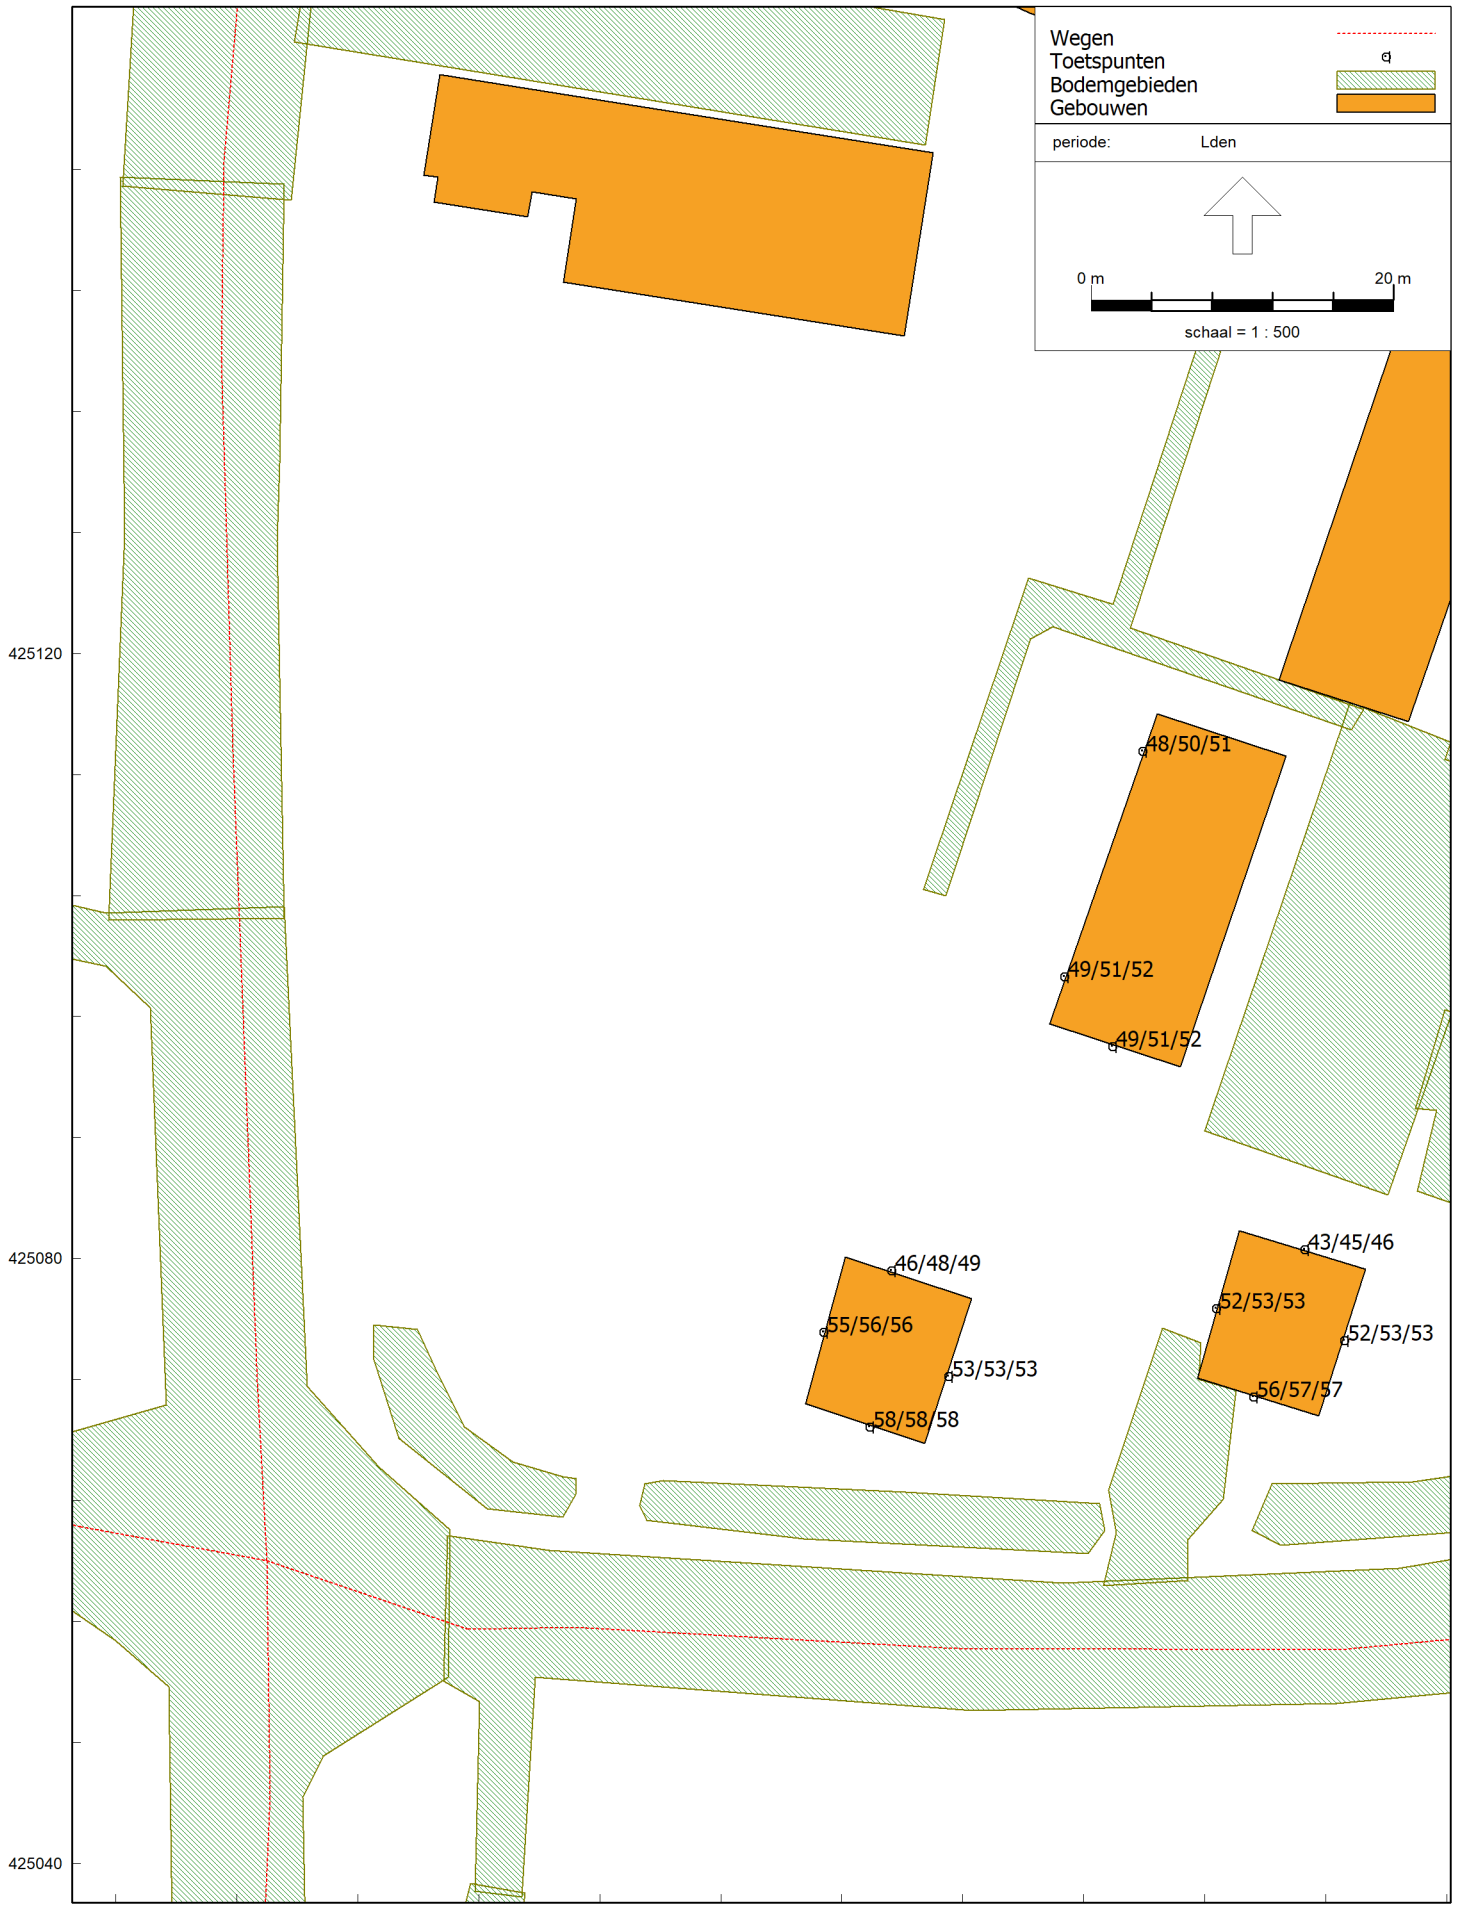 Wegen
Toetspunten
Bodemgebieden
Gebouwen
periode: Lden
0 m 20 m
schaal = 1 : 500
425120
48/50/51
49/51/52
49/51/52
425080
43/45/46
46/48/49
52/53/53
55/56/56
52/53/53
53/53/53
56/57/57
58/58/58
425040